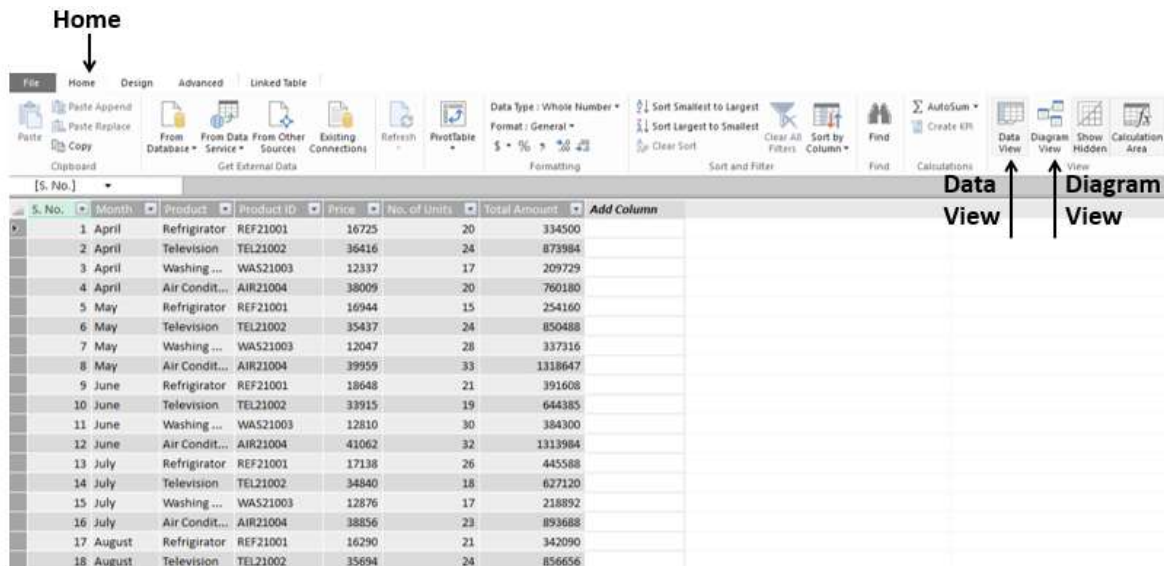 Home
File Home Design Advanced Linked Table
Paste Paste Append Paste Replace Copy Clipboard
From Database From Data Service From Other Sources Existing Connections Get External Data
Refresh PivotTable
Data Type : Whole Number Format : General $ % , .00 Formatting
Sort Smallest to Largest Sort Largest to Smallest Clear Sort Clear All Filters Sort by Column Sort and Filter
Find Find
AutoSum Create KPI Calculations
Data View Diagram View Show Hidden Calculation Area View
[S. No.]
Data View
Diagram View
S. No. Month Product Product ID Price No. of Units Total Amount Add Column
1 April Refrigirator REF21001 16725 20 334500
2 April Television TEL21002 36416 24 873984
3 April Washing ... WAS21003 12337 17 209729
4 April Air Condit... AIR21004 38009 20 760180
5 May Refrigirator REF21001 16944 15 254160
6 May Television TEL21002 35437 24 850488
7 May Washing ... WAS21003 12047 28 337316
8 May Air Condit... AIR21004 39959 33 1318647
9 June Refrigirator REF21001 18648 21 391608
10 June Television TEL21002 33915 19 644385
11 June Washing ... WAS21003 12810 30 384300
12 June Air Condit... AIR21004 41062 32 1313984
13 July Refrigirator REF21001 17138 26 445588
14 July Television TEL21002 34840 18 627120
15 July Washing ... WAS21003 12876 17 218892
16 July Air Condit... AIR21004 38856 23 893688
17 August Refrigirator REF21001 16290 21 342090
18 August Television TEL21002 35694 24 856656